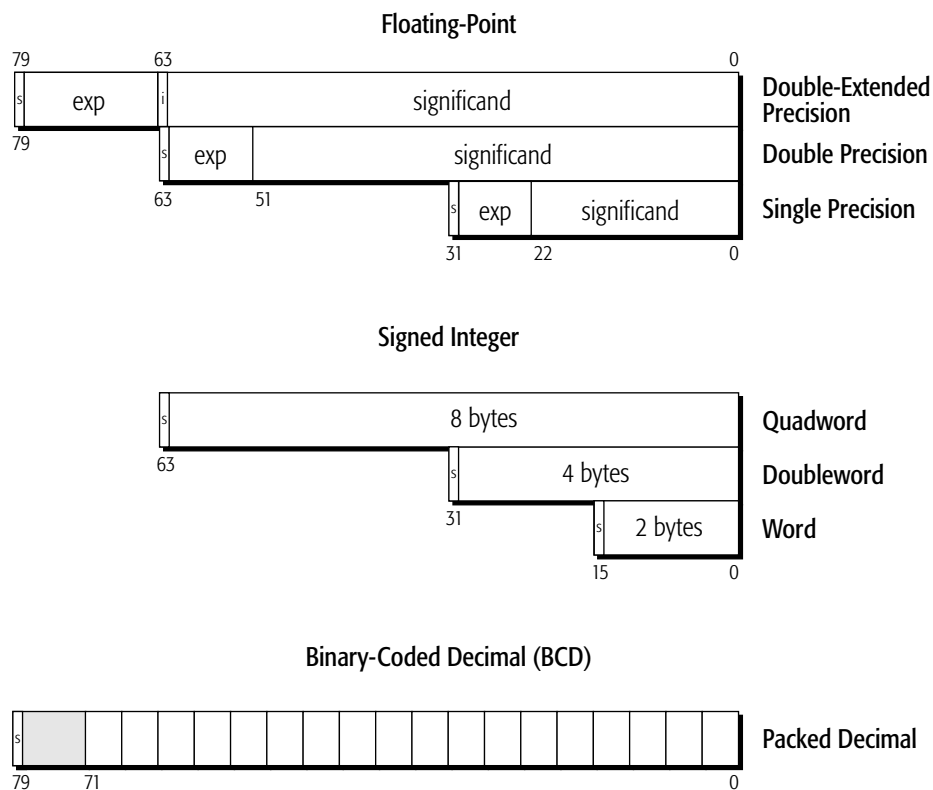 Floating-Point
79 63 0
s exp i significand Double-Extended
Precision
79
s exp significand Double Precision
63 51
s exp significand Single Precision
31 22 0
Signed Integer
s 8 bytes Quadword
63
s 4 bytes Doubleword
31
s 2 bytes Word
15 0
Binary-Coded Decimal (BCD)
s Packed Decimal
79 71 0